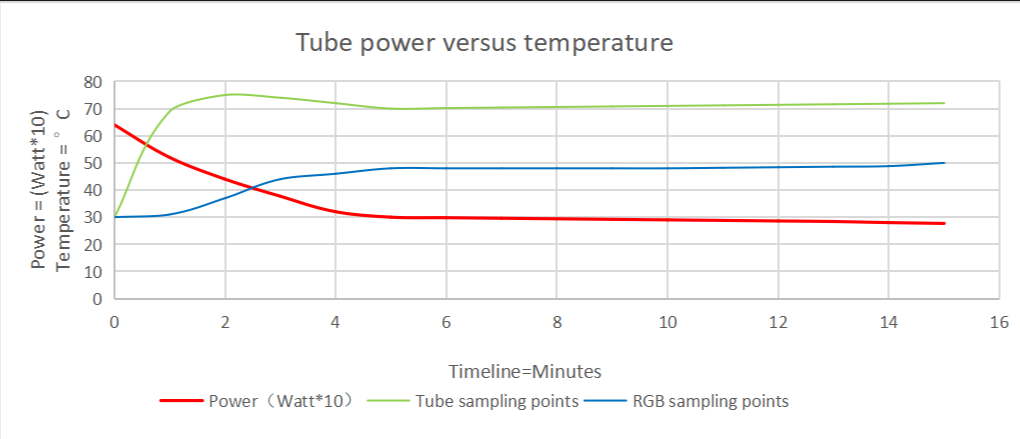 Tube power versus temperature
Power = (Watt*10)
Temperature = ° C
80
70
60
50
40
30
20
10
0
0 2 4 6 8 10 12 14 16
Timeline=Minutes
Power（Watt*10） Tube sampling points RGB sampling points